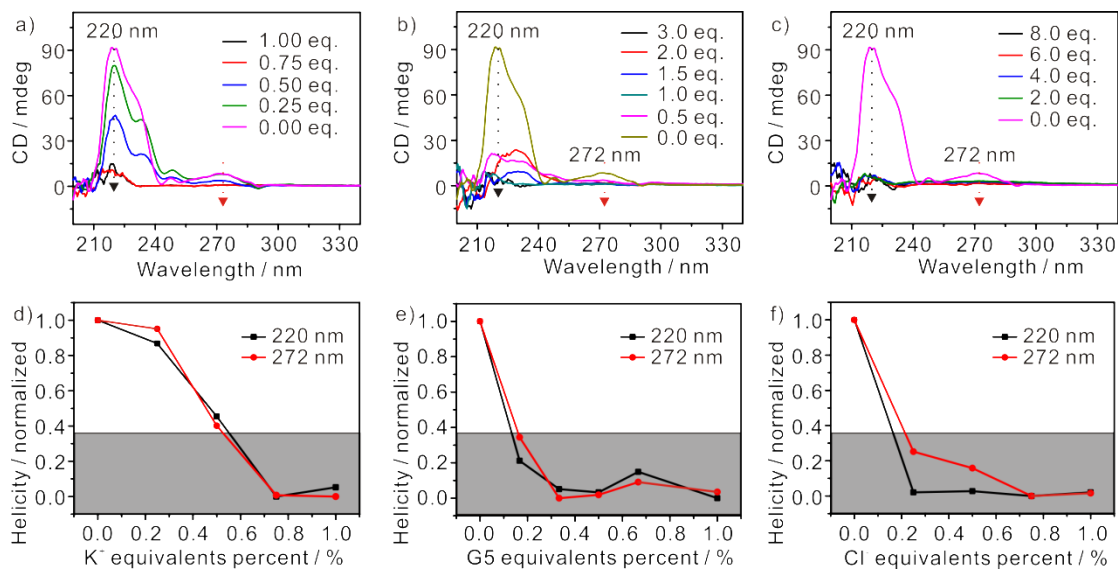 a)
220 nm
1.00 eq.
0.75 eq.
0.50 eq.
0.25 eq.
0.00 eq.
CD / mdeg
90
60
30
0
210 240 270 300 330
Wavelength / nm
b)
220 nm
3.0 eq.
2.0 eq.
1.5 eq.
1.0 eq.
0.5 eq.
0.0 eq.
272 nm
CD / mdeg
90
60
30
0
210 240 270 300 330
Wavelength / nm
c)
220 nm
8.0 eq.
6.0 eq.
4.0 eq.
2.0 eq.
0.0 eq.
272 nm
CD / mdeg
90
60
30
0
210 240 270 300 330
Wavelength / nm
d)
220 nm
272 nm
Helicity / normalized
1.0
0.8
0.6
0.4
0.2
0.0
0.0 0.2 0.4 0.6 0.8 1.0
K⁺ equivalents percent / %
e)
220 nm
272 nm
Helicity / normalized
1.0
0.8
0.6
0.4
0.2
0.0
0.0 0.2 0.4 0.6 0.8 1.0
G5 equivalents percent / %
f)
220 nm
272 nm
Helicity / normalized
1.0
0.8
0.6
0.4
0.2
0.0
0.0 0.2 0.4 0.6 0.8 1.0
Cl equivalents percent / %